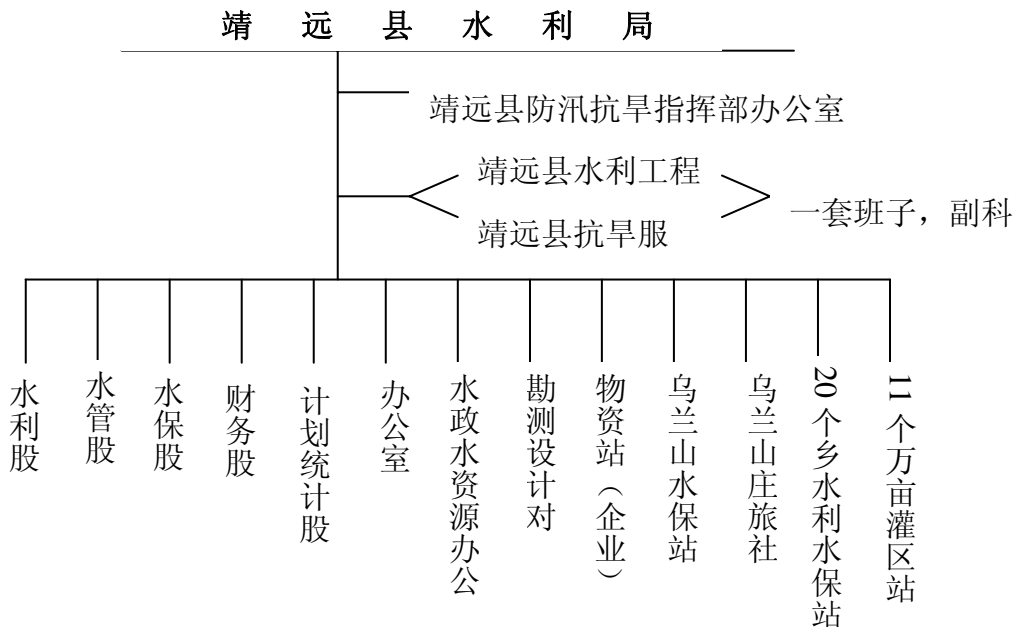 靖远县水利局
靖远县防汛抗旱指挥部办公室
靖远县水利工程
靖远县抗旱服
一套班子，副科
水利股
水管股
水保股
财务股
计划统计股
办公室
水政水资源办公
勘测设计对
物资站（企业）
乌兰山水保站
乌兰山庄旅社
20个乡水利水保站
11个万亩灌区站